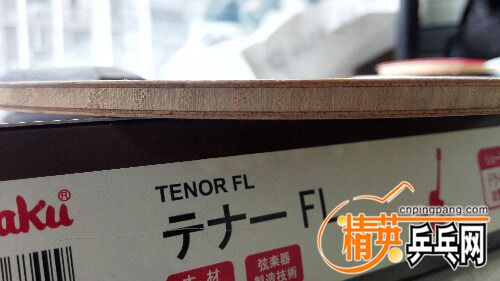 TENOR FL
aku®
テナー FL
木材
弦楽器
製造技術
cnpingpang.com
精英乒乓网